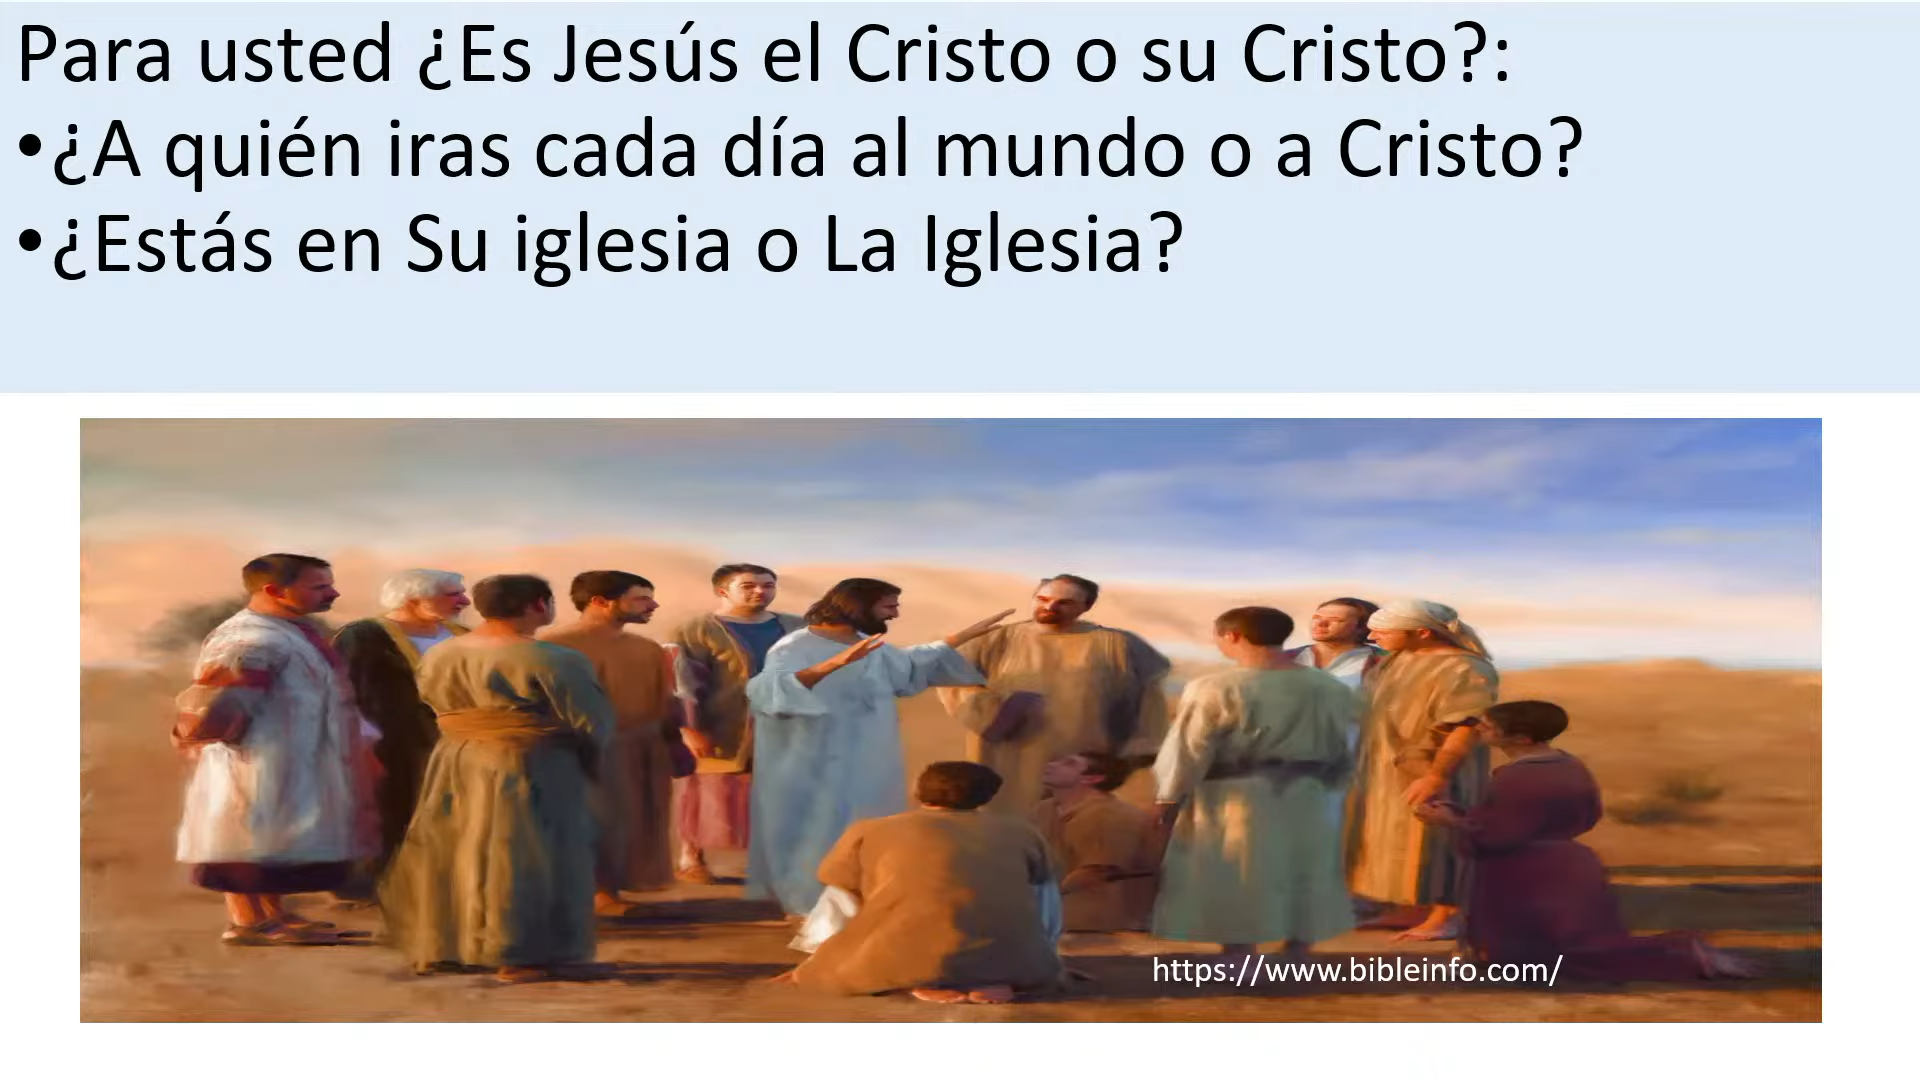 Para usted ¿Es Jesús el Cristo o su Cristo?:
•¿A quién iras cada día al mundo o a Cristo?
•¿Estás en Su iglesia o La Iglesia?
https://www.bibleinfo.com/